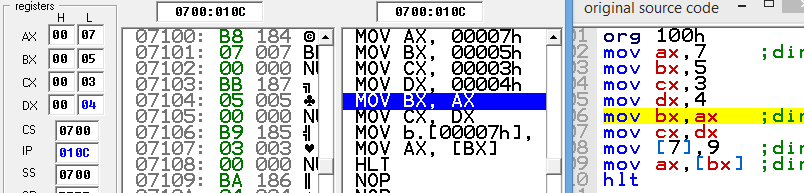 registers
H L
AX 00 07
BX 00 05
CX 00 03
DX 00 04
CS 0700
IP 010C
SS 0700
0700:010C
07100: B8 184
07101: 07 007
07102: 00 000
07103: BB 187
07104: 05 005
07105: 00 000
07106: B9 185
07107: 03 003
07108: 00 000
07109: BA 186
0700:010C
MOV AX, 00007h
MOV BX, 00005h
MOV CX, 00003h
MOV DX, 00004h
MOV BX, AX
MOV CX, DX
MOV b.[00007h],
MOV AX, [BX]
HLT
NOP
NOP
original source code
01 org 100h
02 mov ax,7 ;dir
03 mov bx,5
04 mov cx,3
05 mov dx,4
06 mov bx,ax ;dir
07 mov cx,dx
08 mov [7],9 ;dir
09 mov ax,[bx] ;dir
10 hlt